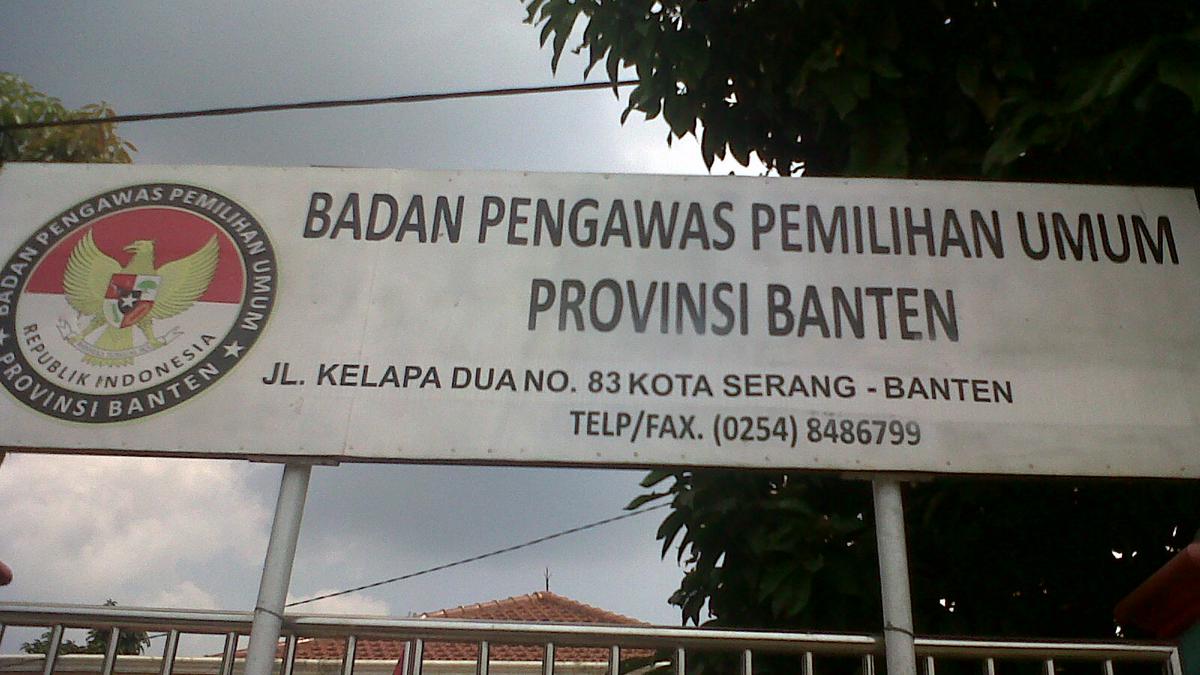 BADAN PENGAWAS PEMILIHAN UMUM
REPUBLIK INDONESIA
★ PROVINSI BANTEN ★
BADAN PENGAWAS PEMILIHAN UMUM
PROVINSI BANTEN
JL. KELAPA DUA NO. 83 KOTA SERANG - BANTEN
TELP/FAX. (0254) 8486799